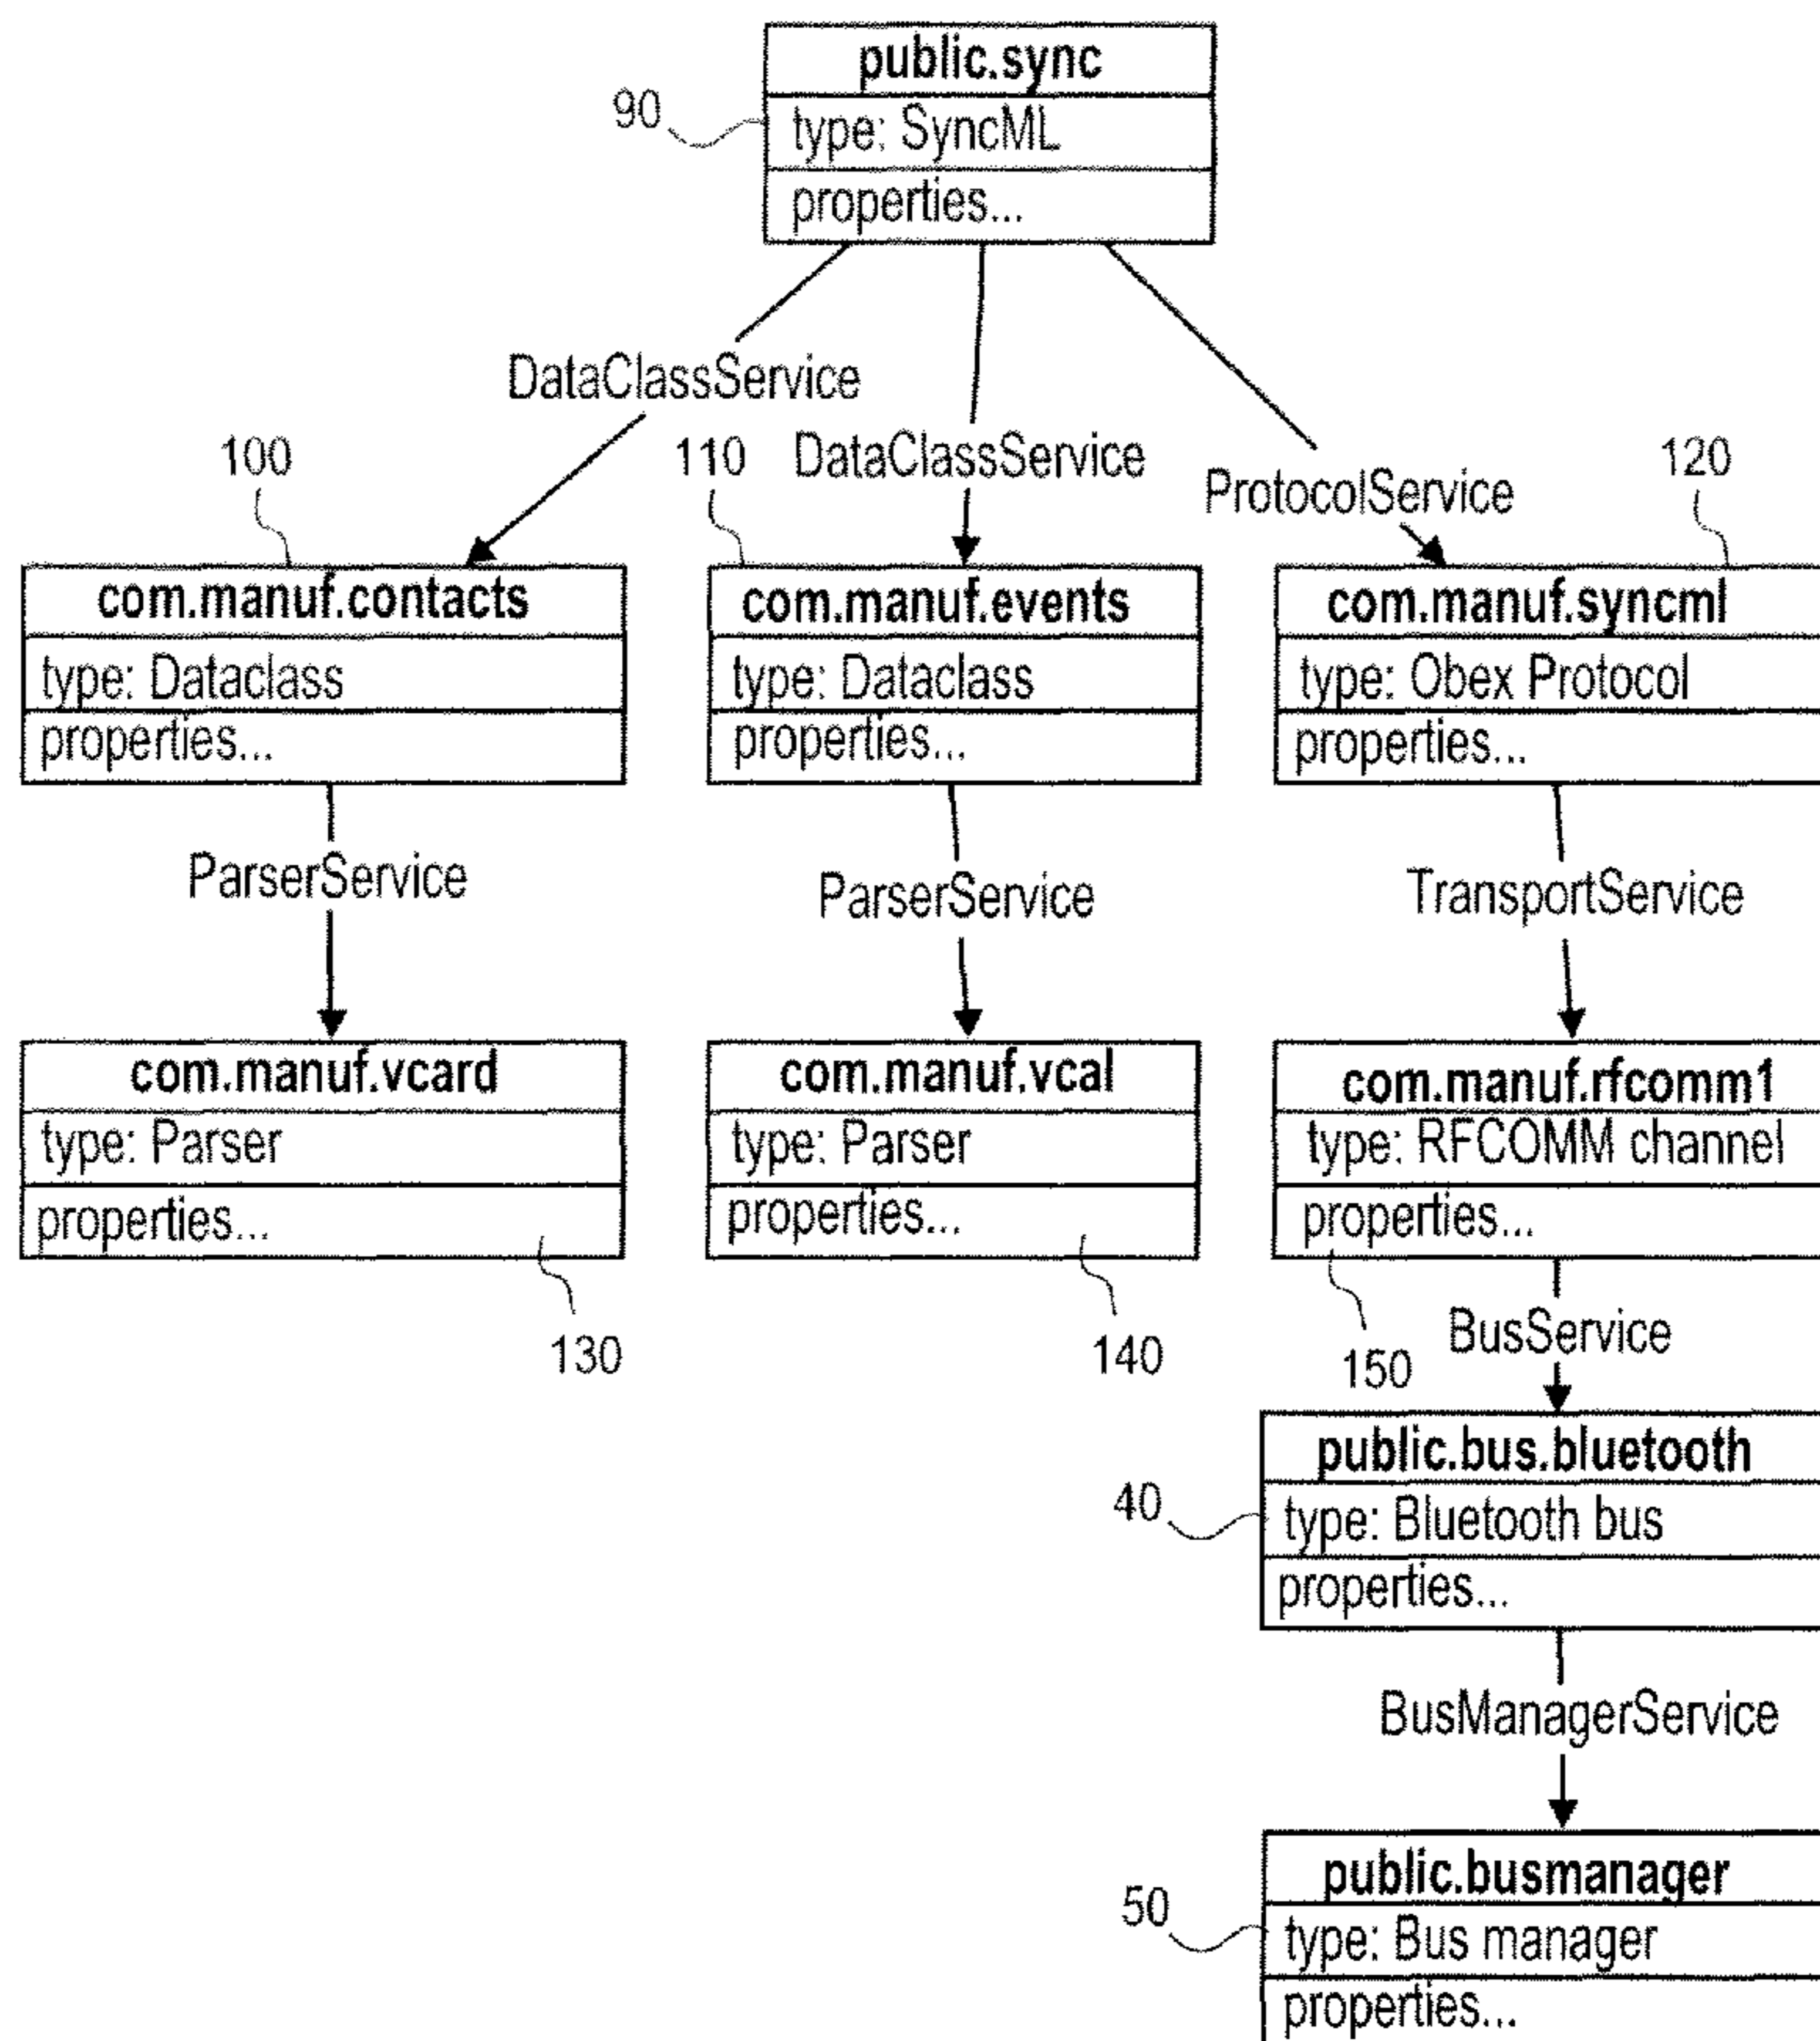 public.sync
90
type: SyncML
properties...
DataClassService
DataClassService
ProtocolService
100
110
120
com.manuf.contacts
type: Dataclass
properties...
com.manuf.events
type: Dataclass
properties...
com.manuf.syncml
type: Obex Protocol
properties...
ParserService
ParserService
TransportService
com.manuf.vcard
type: Parser
properties...
130
com.manuf.vcal
type: Parser
properties...
140
com.manuf.rfcomm1
type: RFCOMM channel
properties...
150
BusService
public.bus.bluetooth
40
type: Bluetooth bus
properties...
BusManagerService
public.busmanager
50
type: Bus manager
properties...